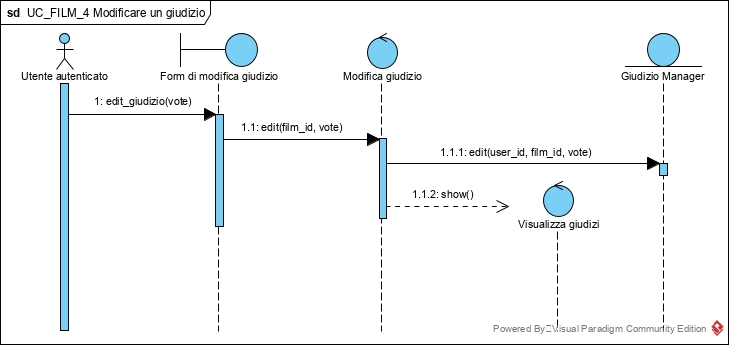 sd UC_FILM_4 Modificare un giudizio
Utente autenticato
Form di modifica giudizio
Modifica giudizio
Giudizio Manager
1: edit_giudizio(vote)
1.1: edit(film_id, vote)
1.1.1: edit(user_id, film_id, vote)
1.1.2: show()
Visualizza giudizi
Powered By Visual Paradigm Community Edition